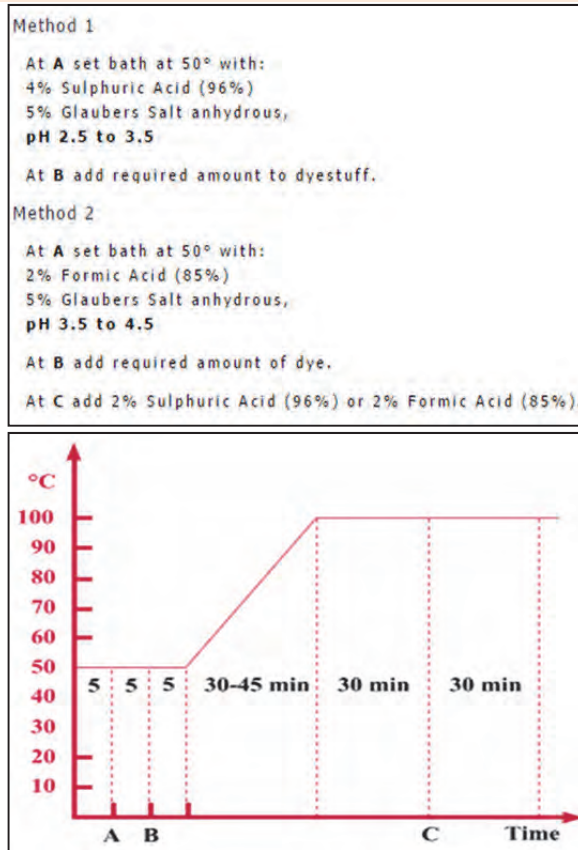 Method 1
At A set bath at 50° with:
4% Sulphuric Acid (96%)
5% Glaubers Salt anhydrous,
pH 2.5 to 3.5
At B add required amount to dyestuff.
Method 2
At A set bath at 50° with:
2% Formic Acid (85%)
5% Glaubers Salt anhydrous,
pH 3.5 to 4.5
At B add required amount of dye.
At C add 2% Sulphuric Acid (96%) or 2% Formic Acid (85%)
°C
100
90
80
70
60
50
5 5 5 30-45 min 30 min 30 min
40
30
20
10
A B C Time